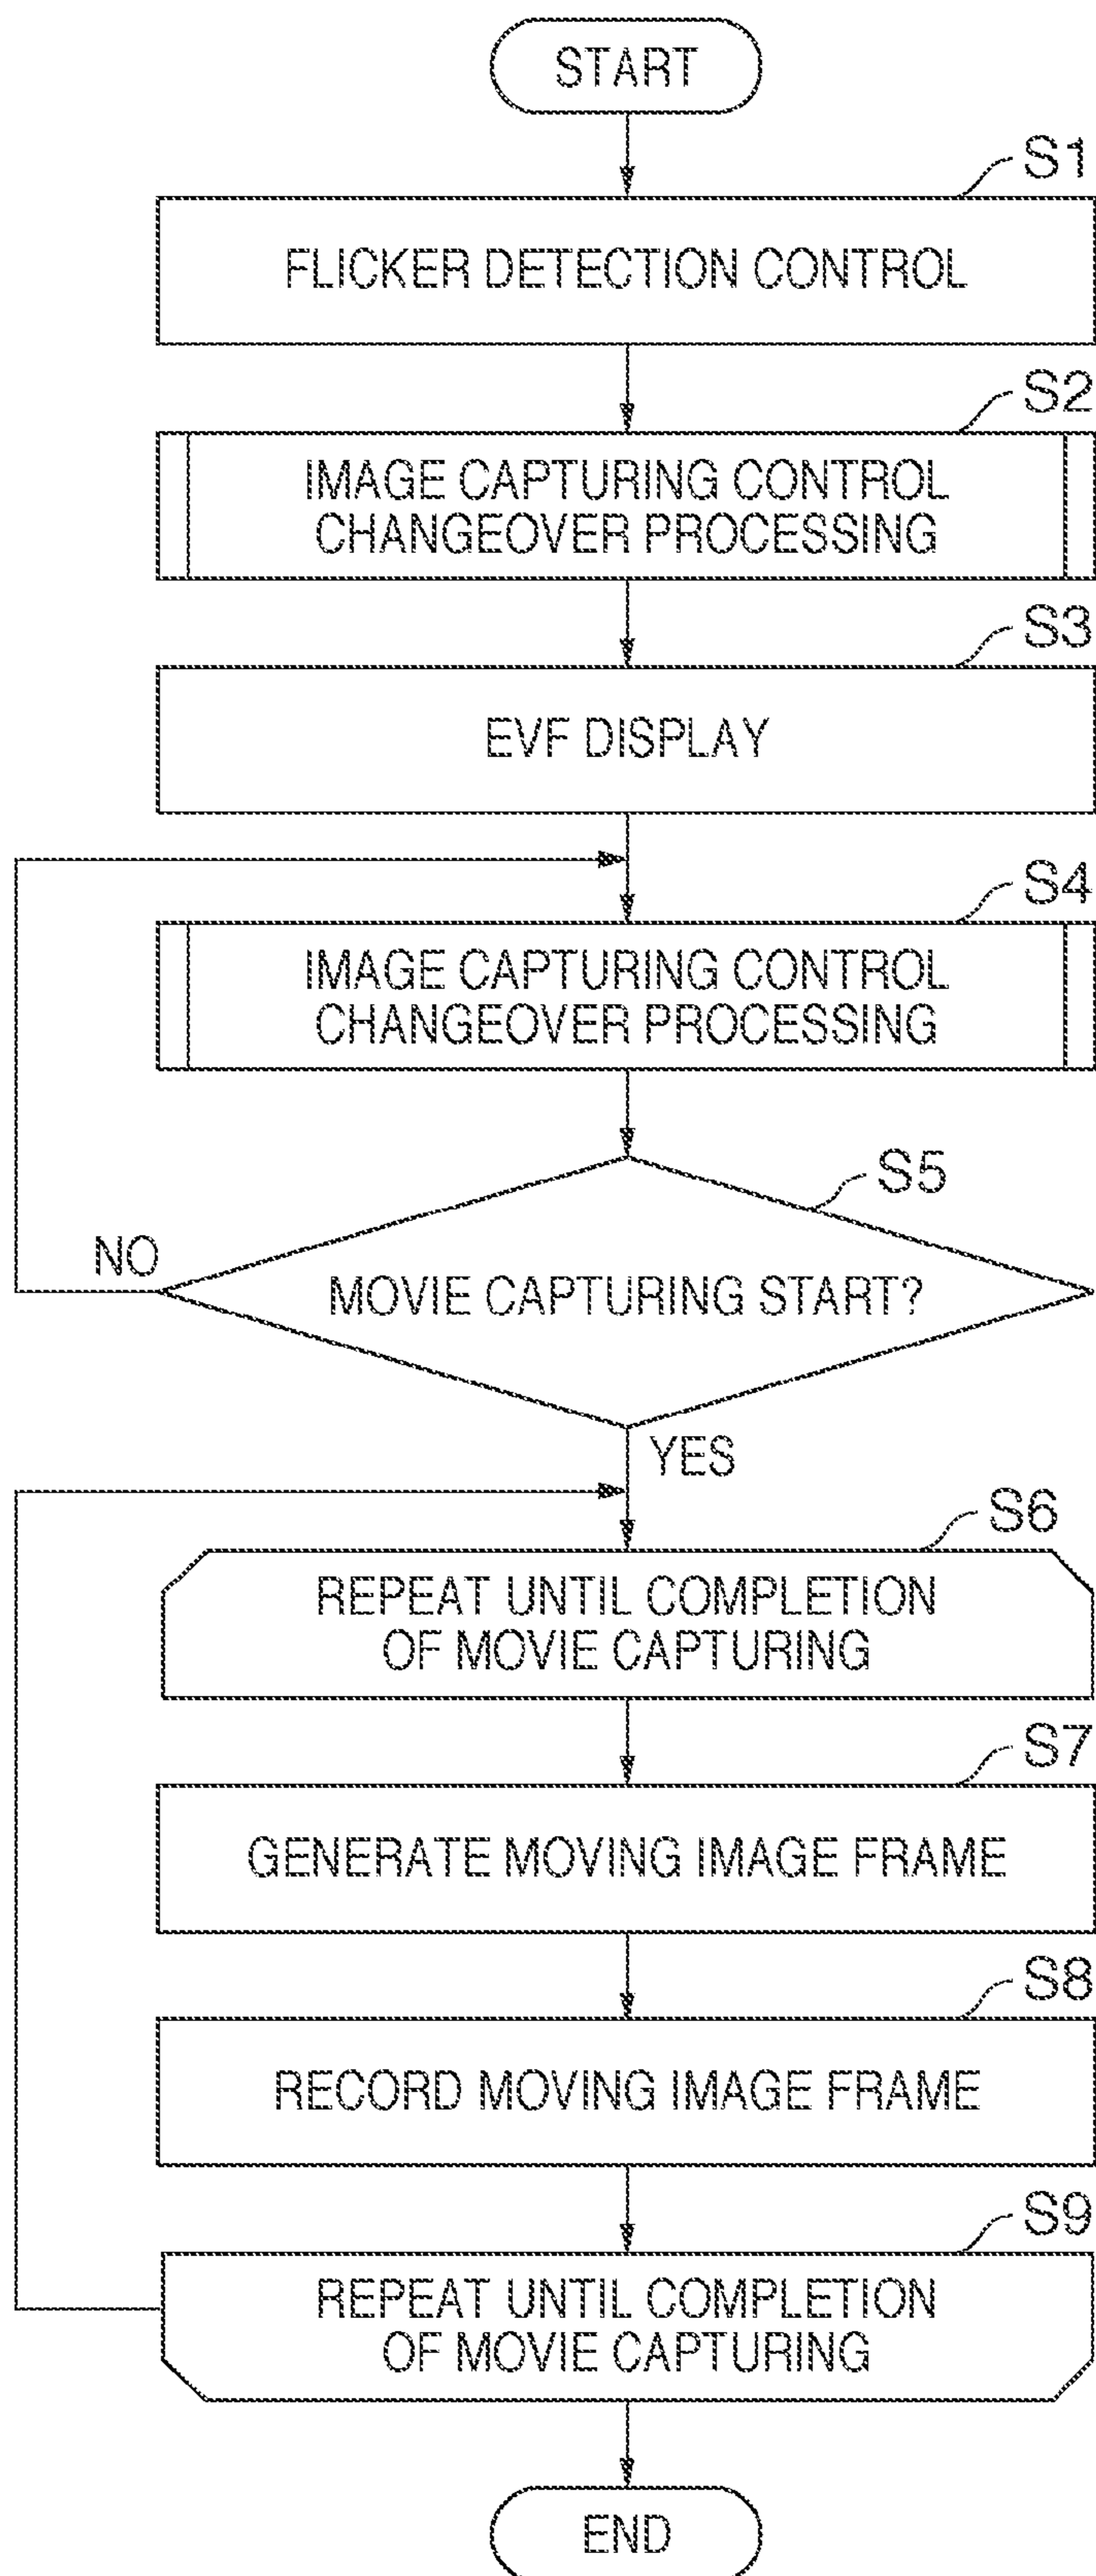 START
S1
FLICKER DETECTION CONTROL
S2
IMAGE CAPTURING CONTROL
CHANGEOVER PROCESSING
S3
EVF DISPLAY
S4
IMAGE CAPTURING CONTROL
CHANGEOVER PROCESSING
S5
NO
MOVIE CAPTURING START?
YES
S6
REPEAT UNTIL COMPLETION
OF MOVIE CAPTURING
S7
GENERATE MOVING IMAGE FRAME
S8
RECORD MOVING IMAGE FRAME
S9
REPEAT UNTIL COMPLETION
OF MOVIE CAPTURING
END